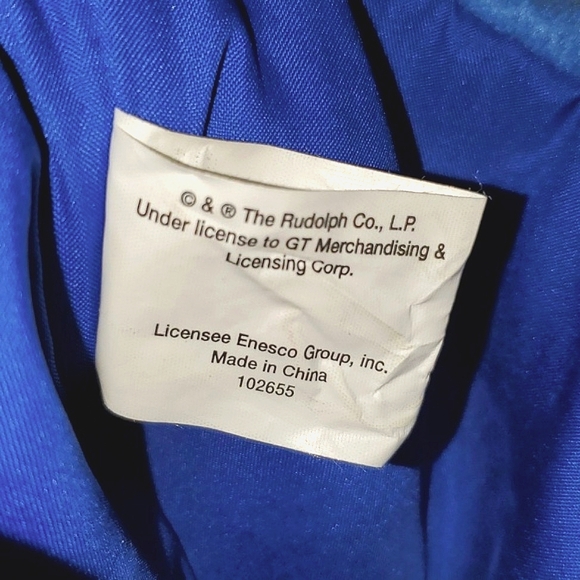 © & ® The Rudolph Co., L.P.
Under license to GT Merchandising &
Licensing Corp.
Licensee Enesco Group, inc.
Made in China
102655